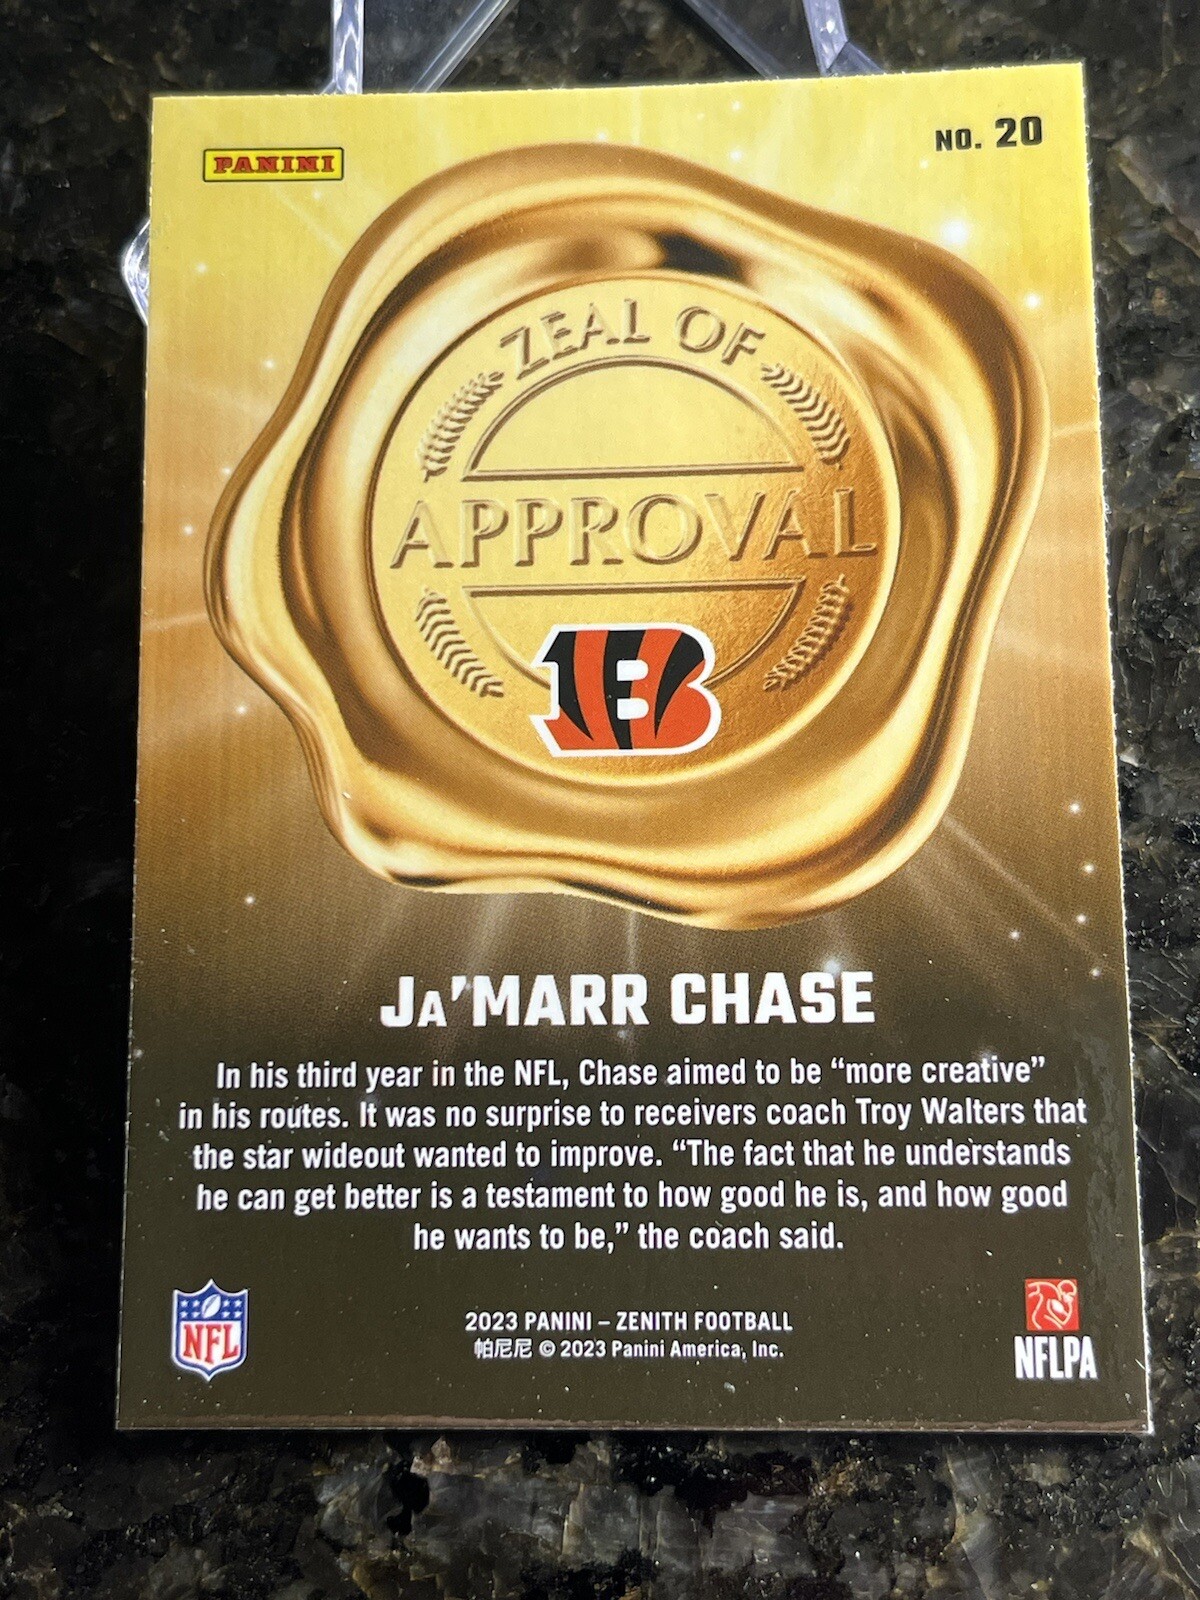 PANINI
NO. 20
ZEAL OF
APPROVAL
B
JA'MARR CHASE
In his third year in the NFL, Chase aimed to be “more creative”
in his routes. It was no surprise to receivers coach Troy Walters that
the star wideout wanted to improve. “The fact that he understands
he can get better is a testament to how good he is, and how good
he wants to be,” the coach said.
NFL
2023 PANINI – ZENITH FOOTBALL
帕尼尼 © 2023 Panini America, Inc.
NFLPA